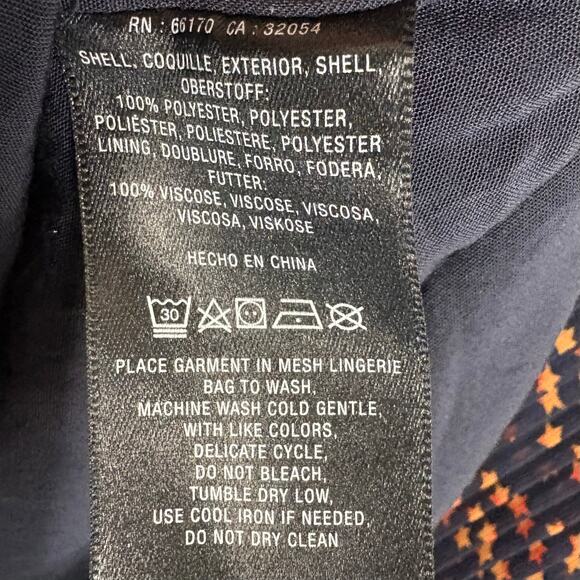 RN : 66170 CA : 32054
SHELL, COQUILLE, EXTERIOR, SHELL,
OBERSTOFF:
100% POLYESTER, POLYESTER,
POLIÉSTER, POLIESTERE, POLYESTER
LINING, DOUBLURE, FORRO, FODERA,
FUTTER:
100% VISCOSE, VISCOSE, VISCOSA,
VISCOSA, VISKOSE
HECHO EN CHINA
30
PLACE GARMENT IN MESH LINGERIE
BAG TO WASH,
MACHINE WASH COLD GENTLE,
WITH LIKE COLORS,
DELICATE CYCLE,
DO NOT BLEACH,
TUMBLE DRY LOW,
USE COOL IRON IF NEEDED,
DO NOT DRY CLEAN